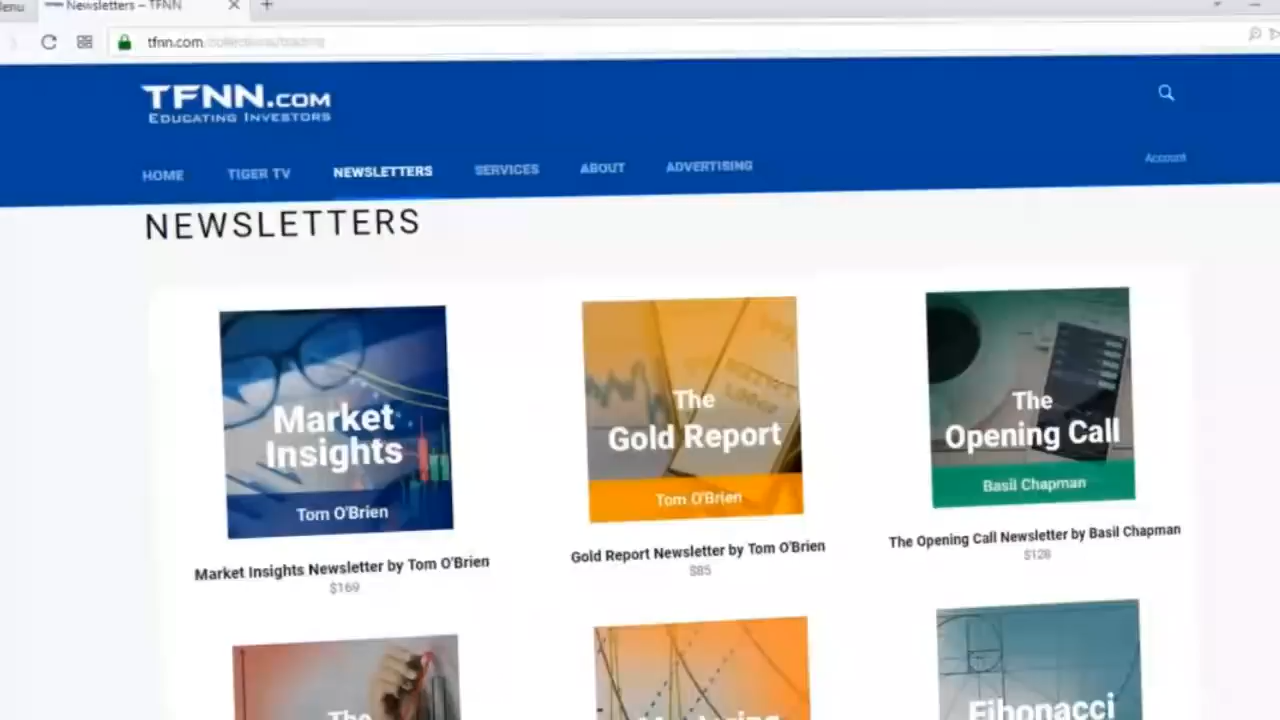 Menu
Newsletters – TFNN
tfnn.com
TFNN.COM
EDUCATING INVESTORS
Account
HOME TIGER TV NEWSLETTERS SERVICES ABOUT ADVERTISING
NEWSLETTERS
Market
Insights
Tom O'Brien
Market Insights Newsletter by Tom O'Brien
$169
The
Gold Report
Tom O'Brien
Gold Report Newsletter by Tom O'Brien
$85
The
Opening Call
Basil Chapman
The Opening Call Newsletter by Basil Chapman
$128
The
Fibonacci